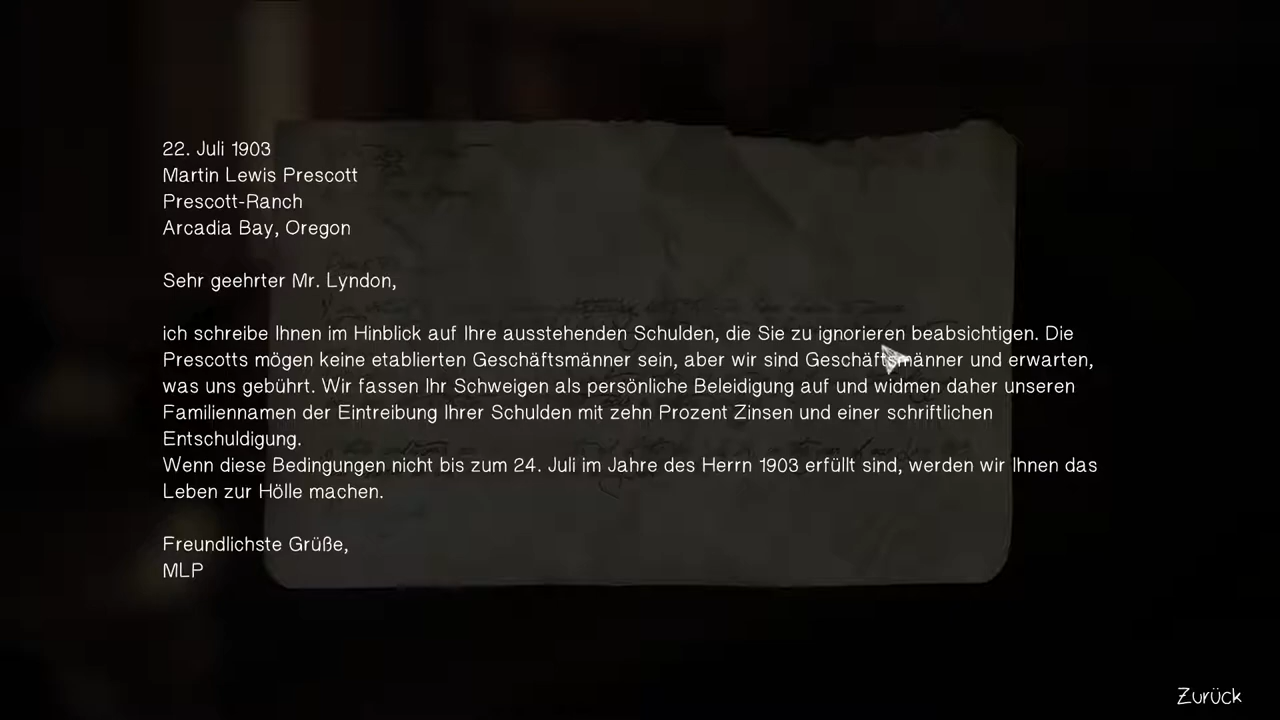 22. Juli 1903
Martin Lewis Prescott
Prescott-Ranch
Arcadia Bay, Oregon
Sehr geehrter Mr. Lyndon,
ich schreibe Ihnen im Hinblick auf Ihre ausstehenden Schulden, die Sie zu ignorieren beabsichtigen. Die
Prescotts mögen keine etablierten Geschäftsmänner sein, aber wir sind Geschäftsmänner und erwarten,
was uns gebührt. Wir fassen Ihr Schweigen als persönliche Beleidigung auf und widmen daher unseren
Familiennamen der Eintreibung Ihrer Schulden mit zehn Prozent Zinsen und einer schriftlichen
Entschuldigung.
Wenn diese Bedingungen nicht bis zum 24. Juli im Jahre des Herrn 1903 erfüllt sind, werden wir Ihnen das
Leben zur Hölle machen.
Freundlichste Grüße,
MLP
Zurück